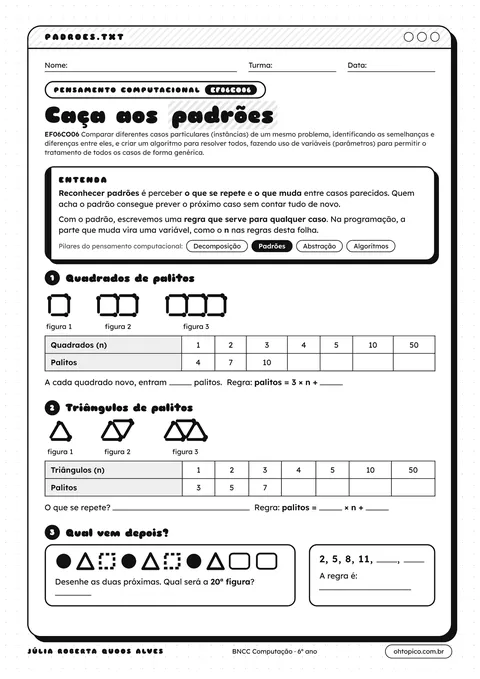 PADROES.TXT
Nome: Turma: Data:
PENSAMENTO COMPUTACIONAL EF06CO06
Caça aos padrões
EF06CO06 Comparar diferentes casos particulares (instâncias) de um mesmo problema, identificando as semelhanças e
diferenças entre eles, e criar um algoritmo para resolver todos, fazendo uso de variáveis (parâmetros) para permitir o
tratamento de todos os casos de forma genérica.
ENTENDA
Reconhecer padrões é perceber o que se repete e o que muda entre casos parecidos. Quem
acha o padrão consegue prever o próximo caso sem contar tudo de novo.
Com o padrão, escrevemos uma regra que serve para qualquer caso. Na programação, a
parte que muda vira uma variável, como o n nas regras desta folha.
Pilares do pensamento computacional: Decomposição Padrões Abstração Algoritmos
1 Quadrados de palitos
figura 1 figura 2 figura 3
Quadrados (n) 1 2 3 4 5 10 50
Palitos 4 7 10
A cada quadrado novo, entram _____ palitos. Regra: palitos = 3 × n + _____
2 Triângulos de palitos
figura 1 figura 2 figura 3
Triângulos (n) 1 2 3 4 5 10 50
Palitos 3 5 7
O que se repete? _____ Regra: palitos = _____ × n + _____
3 Qual vem depois?
Desenhe as duas próximas. Qual será a 20ª figura?
2, 5, 8, 11, ____, ____
A regra é:
JÚLIA ROBERTA QUOOS ALVES BNCC Computação · 6º ano ohtopico.com.br